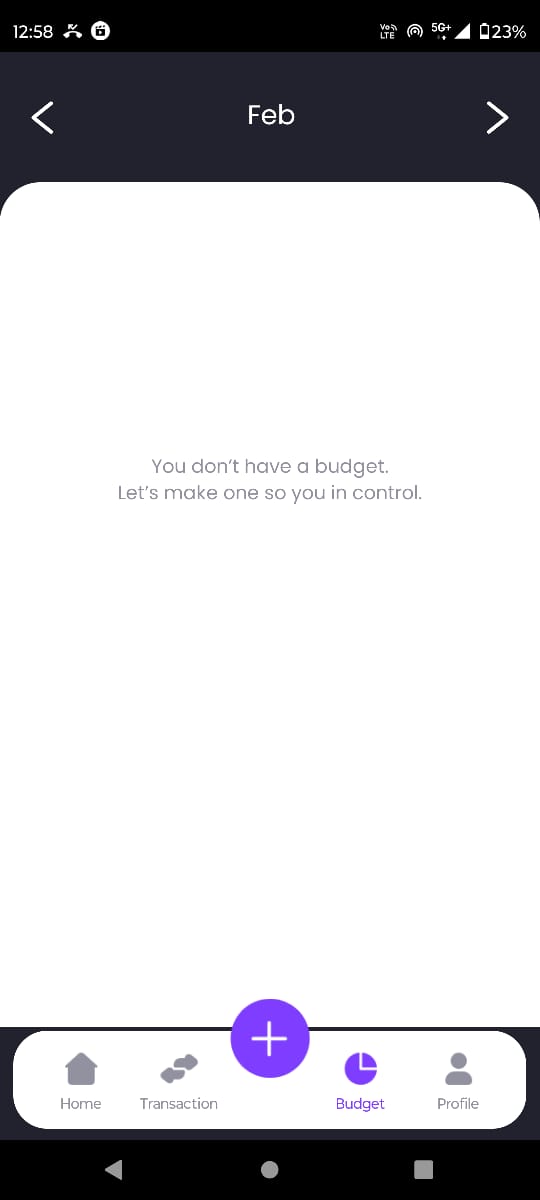 12:58
Vo))
LTE
5G+
23%
Feb
You don't have a budget.
Let's make one so you in control.
Home
Transaction
Budget
Profile